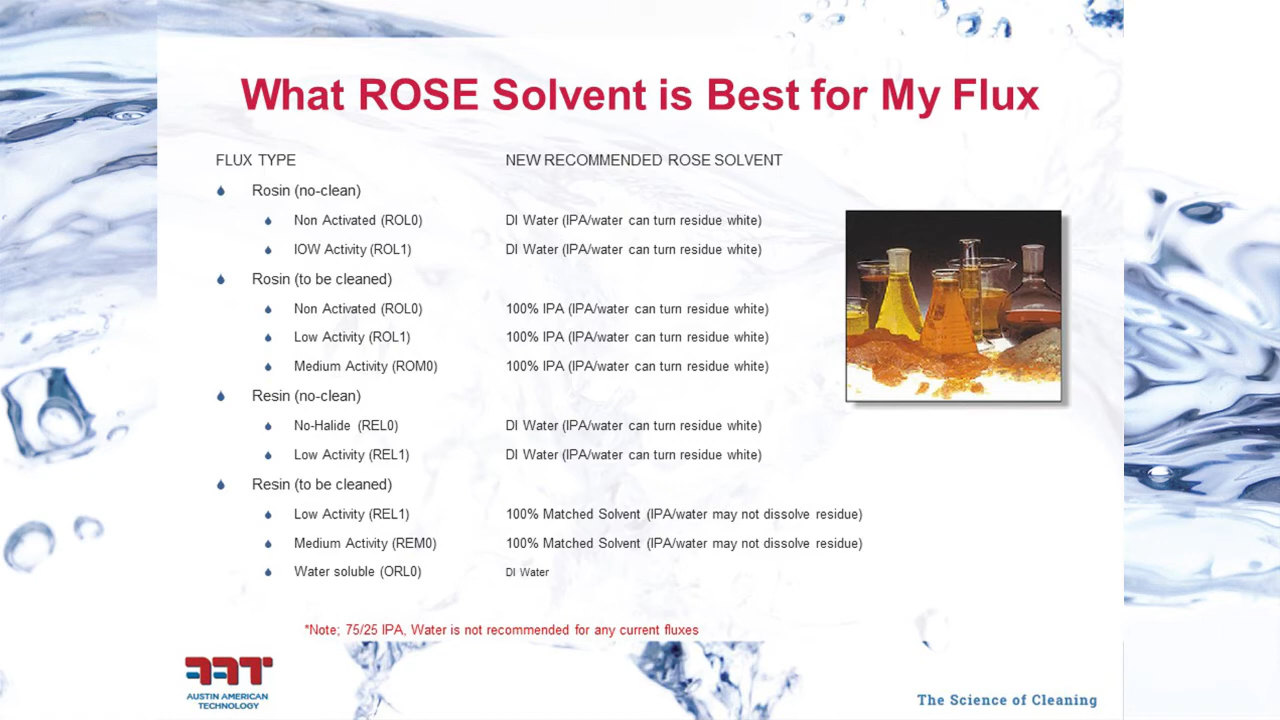 What ROSE Solvent is Best for My Flux
FLUX TYPE NEW RECOMMENDED ROSE SOLVENT
Rosin (no-clean)
Non Activated (ROL0) DI Water (IPA/water can turn residue white)
lOW Activity (ROL1) DI Water (IPA/water can turn residue white)
Rosin (to be cleaned)
Non Activated (ROL0) 100% IPA (IPA/water can turn residue white)
Low Activity (ROL1) 100% IPA (IPA/water can turn residue white)
Medium Activity (ROM0) 100% IPA (IPA/water can turn residue white)
Resin (no-clean)
No-Halide (REL0) DI Water (IPA/water can turn residue white)
Low Activity (REL1) DI Water (IPA/water can turn residue white)
Resin (to be cleaned)
Low Activity (REL1) 100% Matched Solvent (IPA/water may not dissolve residue)
Medium Activity (REM0) 100% Matched Solvent (IPA/water may not dissolve residue)
Water soluble (ORL0) DI Water
*Note; 75/25 IPA, Water is not recommended for any current fluxes
AAT
AUSTIN AMERICAN
TECHNOLOGY
The Science of Cleaning